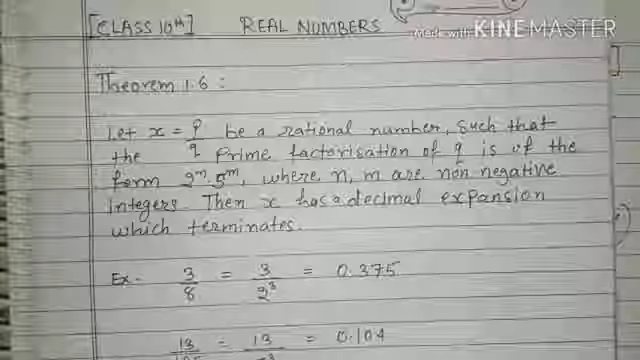 [CLASS 10th] REAL NUMBERS
Made with KINEMASTER
Theorem 1.6 :
Let x = p/q be a rational number, such that
the prime factorisation of q is of the
form 2ⁿ.5ᵐ, where n, m are non negative
integers. Then x has a decimal expansion
which terminates.
Ex- 3/8 = 3/2³ = 0.375
13/125 = 13 = 0.104